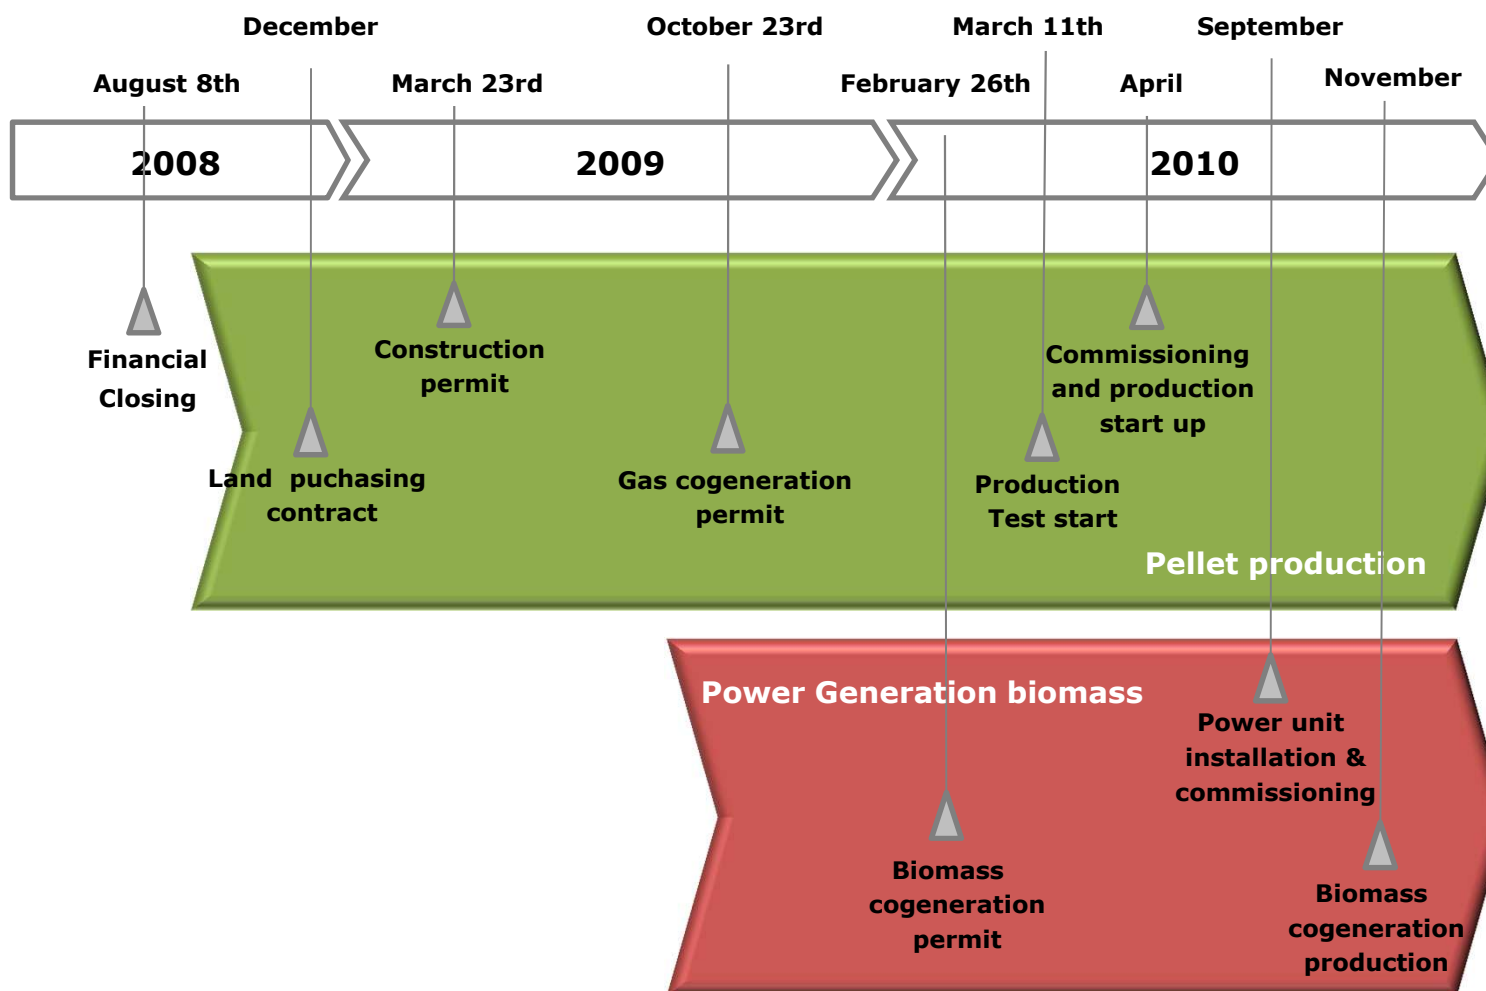 December
October 23rd
March 11th
September
August 8th
March 23rd
February 26th
April
November
2008
2009
2010
Financial
Closing
Construction
permit
Commissioning
and production
start up
Land puchasing
contract
Gas cogeneration
permit
Production
Test start
Pellet production
Power Generation biomass
Power unit
installation &
commissioning
Biomass
cogeneration
permit
Biomass
cogeneration
production